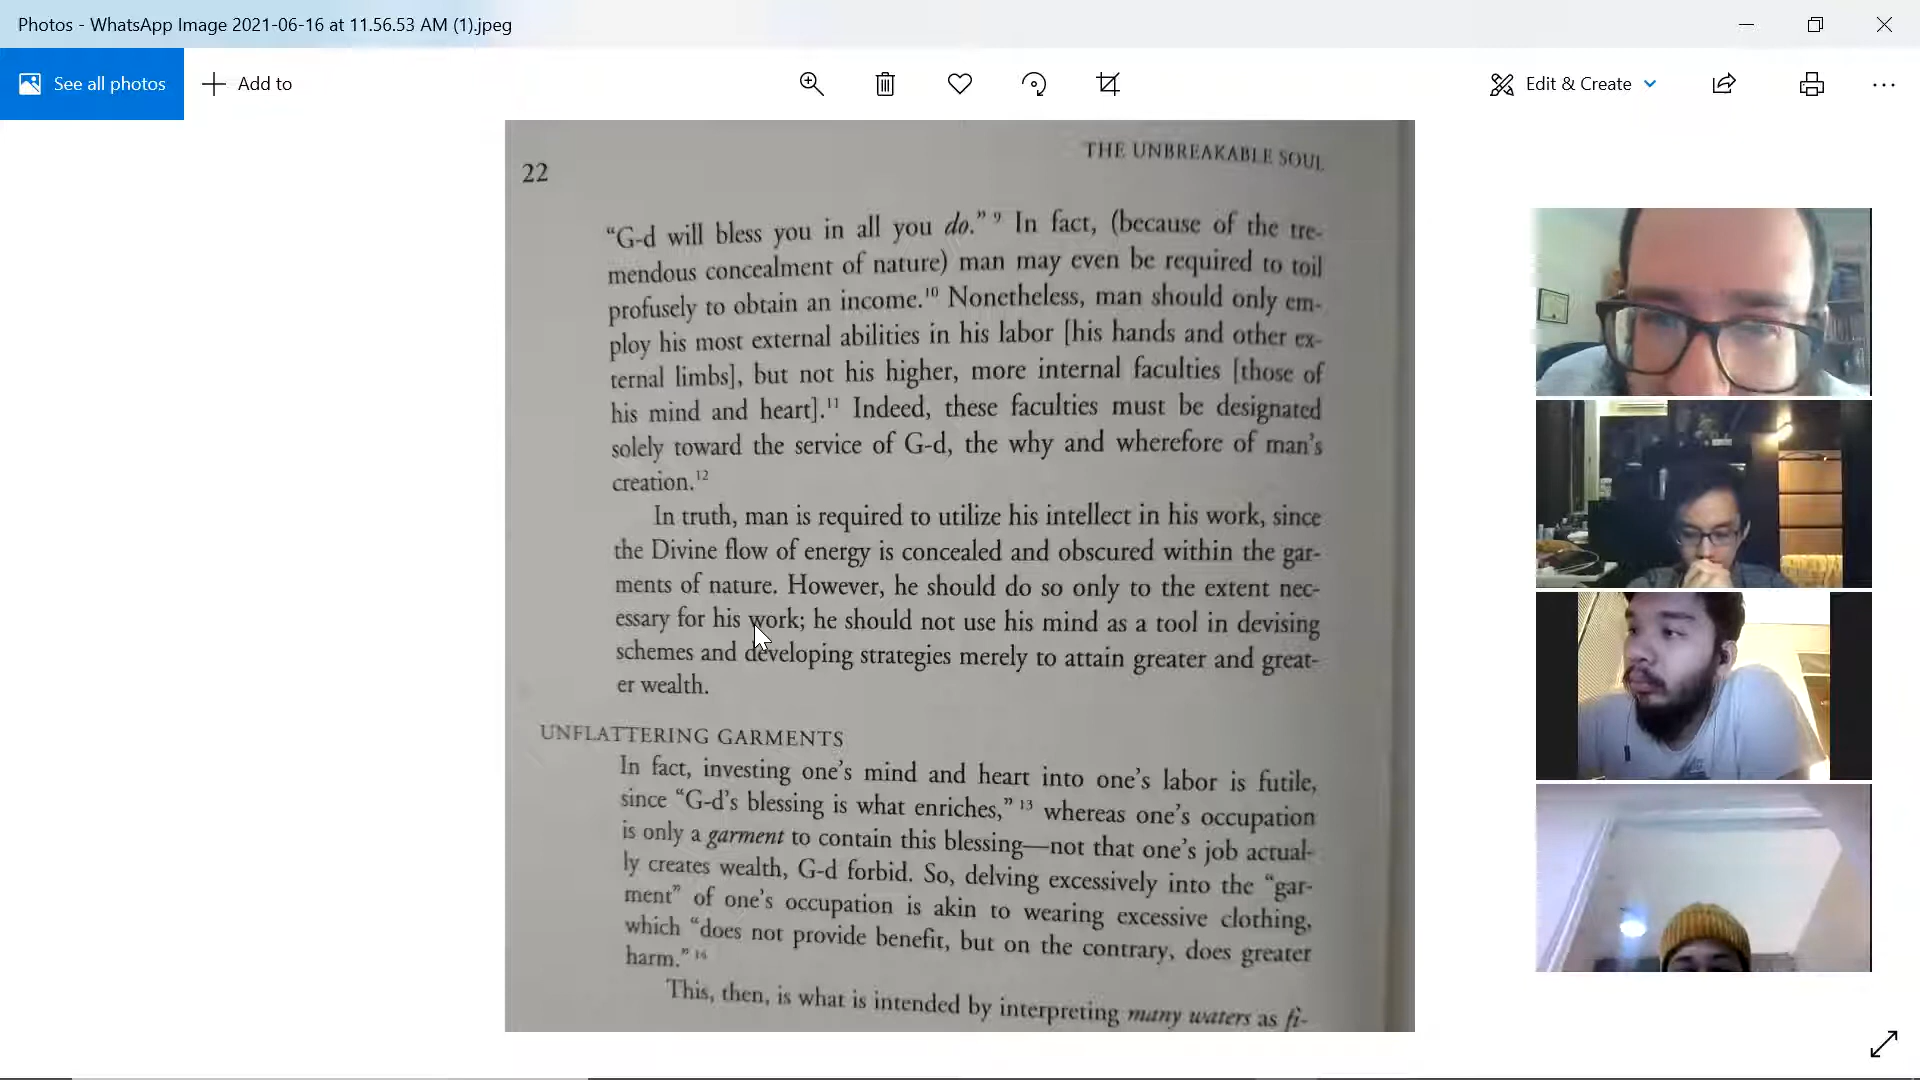 Photos - WhatsApp Image 2021-06-16 at 11.56.53 AM (1).jpeg
See all photos
Add to
Edit & Create
22
THE UNBREAKABLE SOUL
“G-d will bless you in all you do.” 9 In fact, (because of the tre-
mendous concealment of nature) man may even be required to toil
profusely to obtain an income.10 Nonetheless, man should only em-
ploy his most external abilities in his labor [his hands and other ex-
ternal limbs], but not his higher, more internal faculties [those of
his mind and heart].11 Indeed, these faculties must be designated
solely toward the service of G-d, the why and wherefore of man’s
creation.12
In truth, man is required to utilize his intellect in his work, since
the Divine flow of energy is concealed and obscured within the gar-
ments of nature. However, he should do so only to the extent nec-
essary for his work; he should not use his mind as a tool in devising
schemes and developing strategies merely to attain greater and great-
er wealth.
UNFLATTERING GARMENTS
In fact, investing one’s mind and heart into one’s labor is futile,
since “G-d’s blessing is what enriches,” 13 whereas one’s occupation
is only a garment to contain this blessing—not that one’s job actual-
ly creates wealth, G-d forbid. So, delving excessively into the “gar-
ment” of one’s occupation is akin to wearing excessive clothing,
which “does not provide benefit, but on the contrary, does greater
harm.” 14
This, then, is what is intended by interpreting many waters as fi-